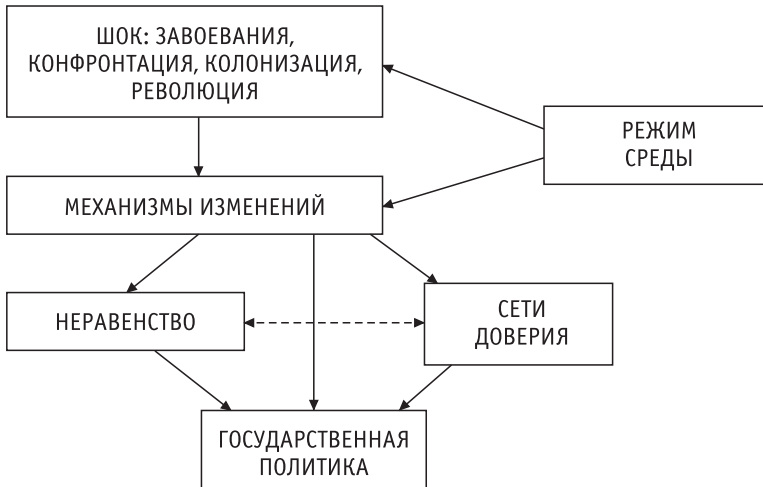 ШОК: ЗАВОЕВАНИЯ,
КОНФРОНТАЦИЯ, КОЛОНИЗАЦИЯ,
РЕВОЛЮЦИЯ
РЕЖИМ
СРЕДЫ
МЕХАНИЗМЫ ИЗМЕНЕНИЙ
НЕРАВЕНСТВО
СЕТИ
ДОВЕРИЯ
ГОСУДАРСТВЕННАЯ
ПОЛИТИКА